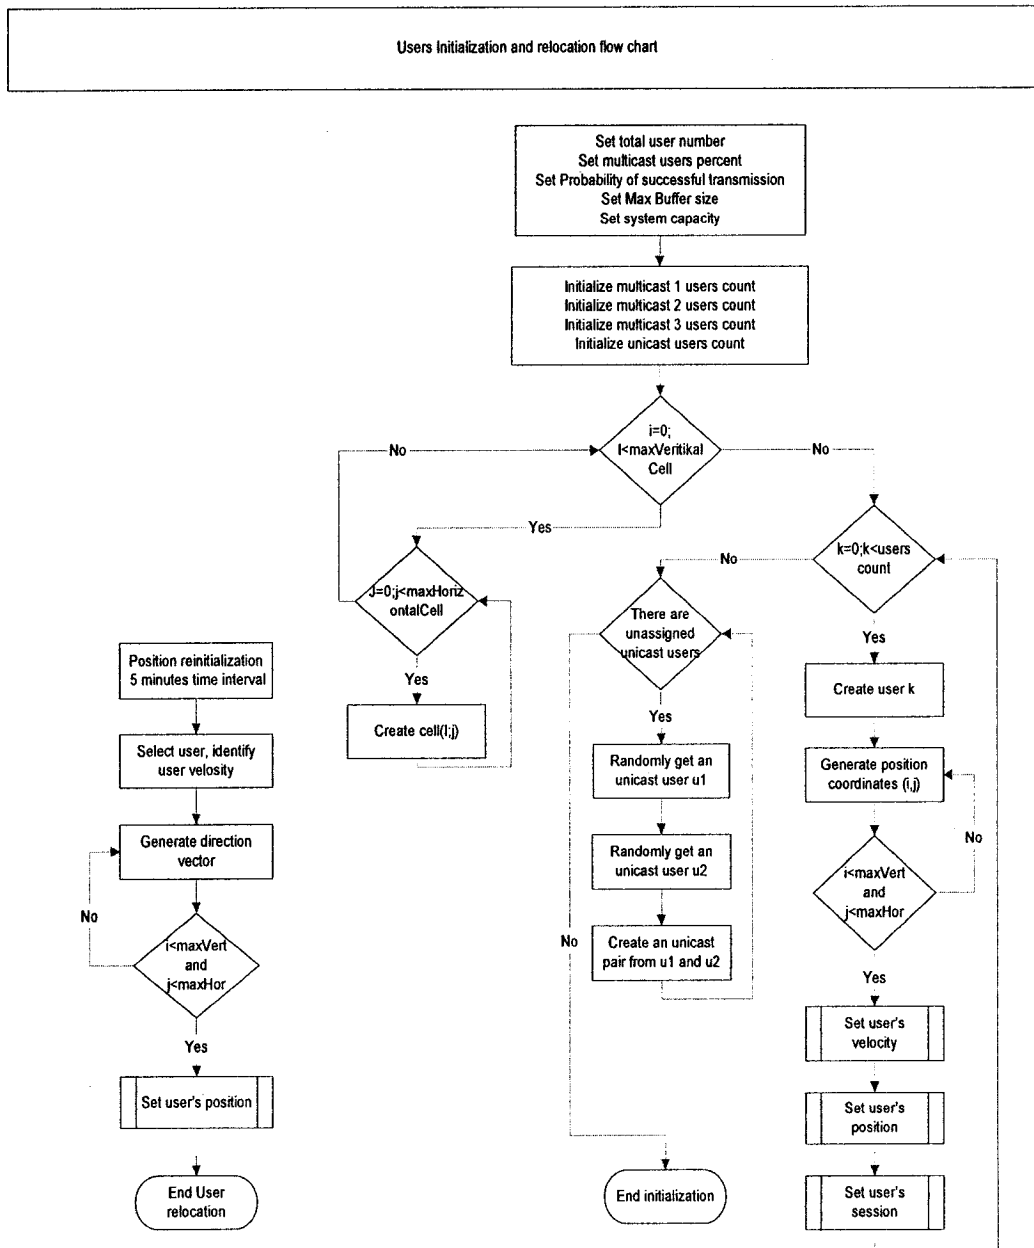 Users Initialization and relocation flow chart
Set total user number
Set multicast users percent
Set Probability of successful transmission
Set Max Buffer size
Set system capacity
Initialize multicast 1 users count
Initialize multicast 2 users count
Initialize multicast 3 users count
Initialize unicast users count
i=0;
I<maxVeritikal
Cell
No
No
Yes
J=0;j<maxHoriz
ontalCell
Yes
Create cell(I;j)
k=0;k<users
count
No
Yes
There are
unassigned
unicast users
Yes
No
Randomly get an
unicast user u1
Randomly get an
unicast user u2
Create an unicast
pair from u1 and u2
End initialization
Create user k
Generate position
coordinates (i,j)
No
i<maxVert
and
j<maxHor
Yes
Set user's
velocity
Set user's
position
Set user's
session
Position reinitialization
5 minutes time interval
Select user, identify
user velosity
Generate direction
vector
No
i<maxVert
and
j<maxHor
Yes
Set user's position
End User
relocation